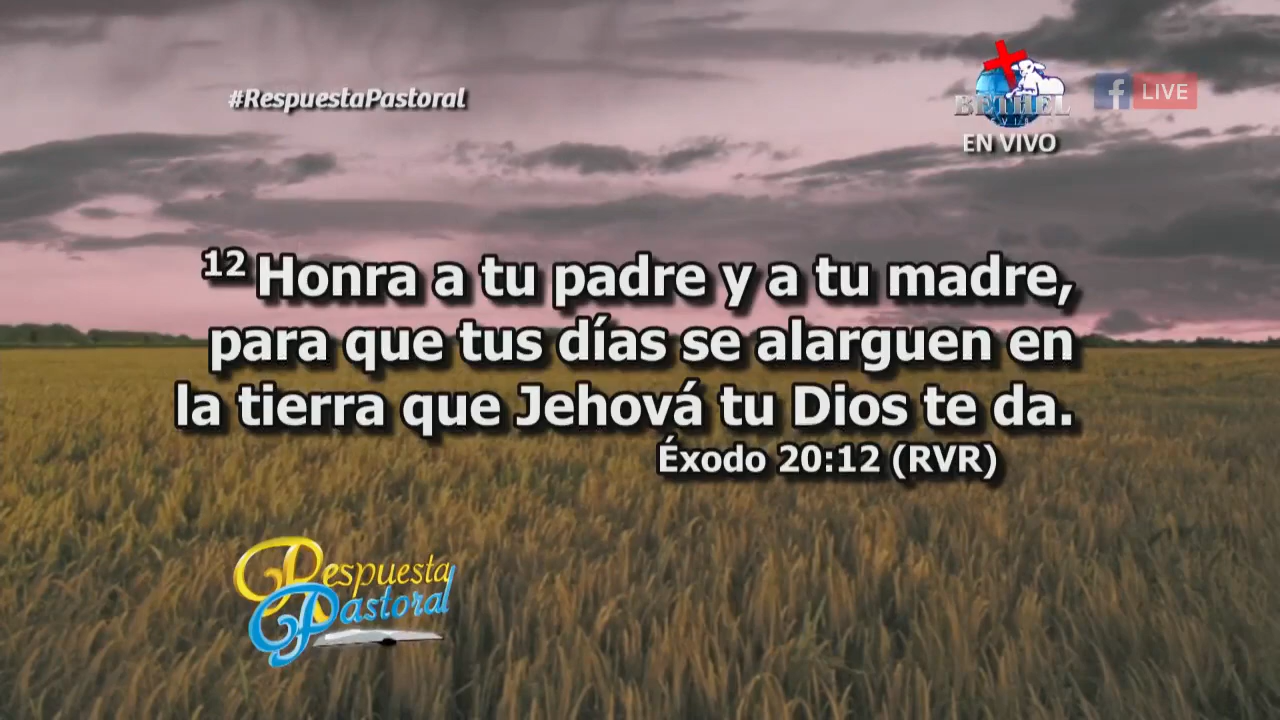 #RespuestaPastoral
BETHEL
EN VIVO
f LIVE
12 Honra a tu padre y a tu madre,
para que tus días se alarguen en
la tierra que Jehová tu Dios te da.
Éxodo 20:12 (RVR)
Respuesta
Pastoral